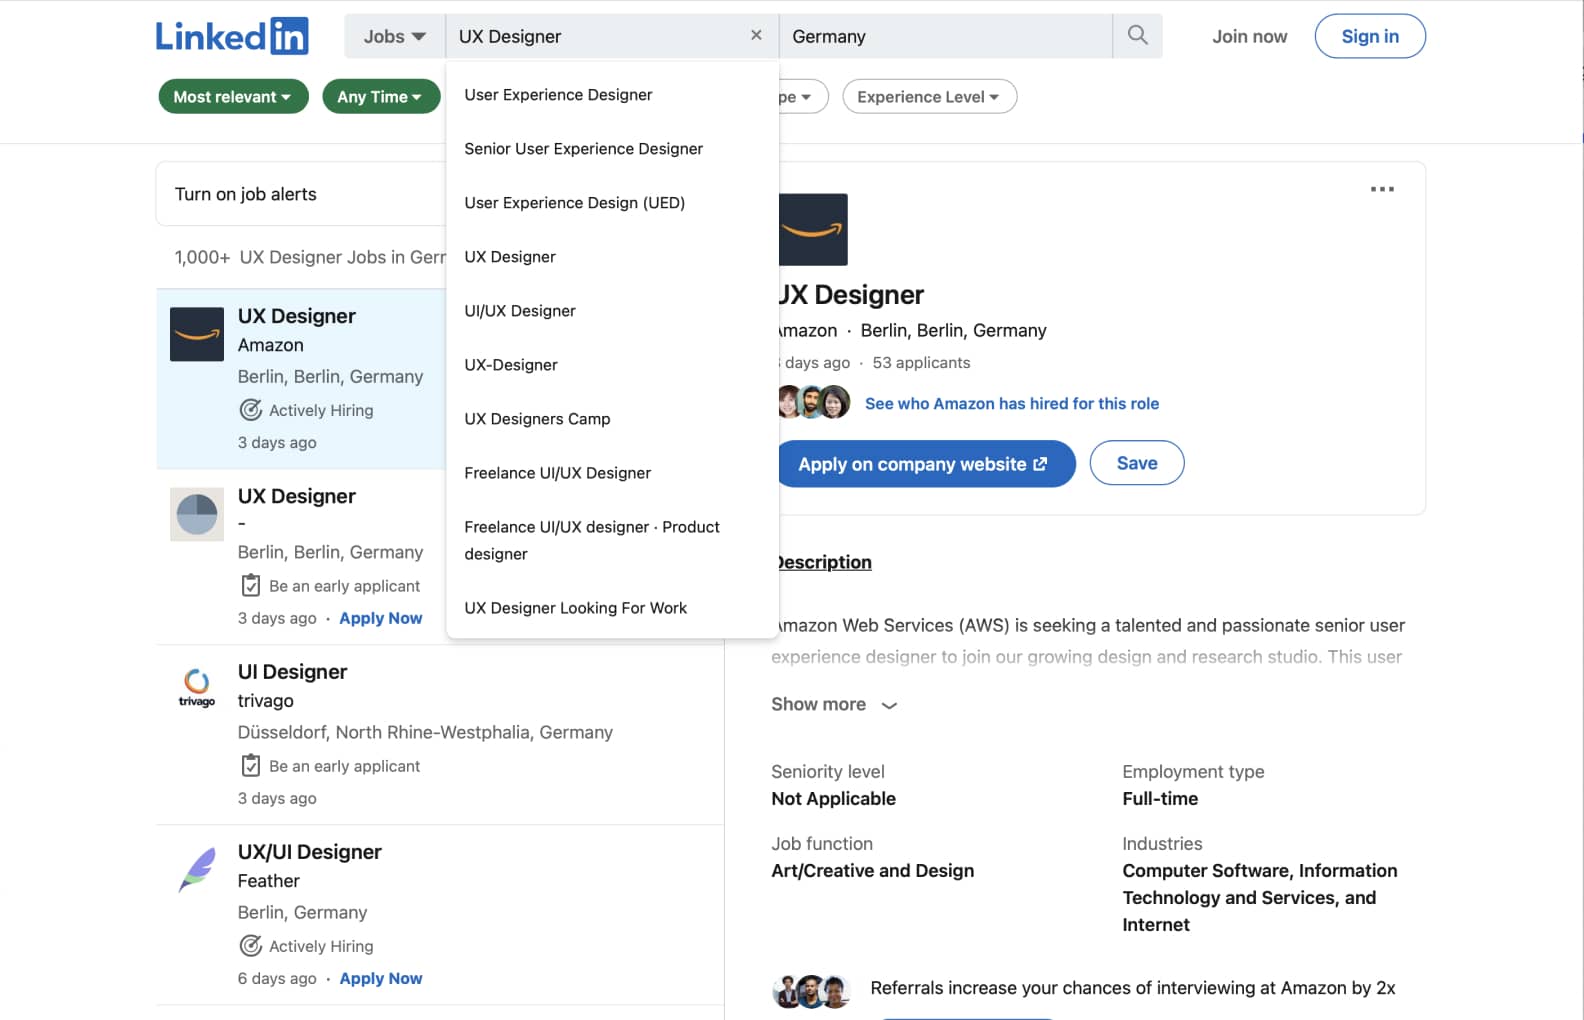 Linked in
Jobs
UX Designer
Germany
Join now
Sign in
Most relevant
Any Time
Experience Level
User Experience Designer
Senior User Experience Designer
User Experience Design (UED)
UX Designer
UI/UX Designer
UX-Designer
UX Designers Camp
Freelance UI/UX Designer
Freelance UI/UX designer · Product
designer
UX Designer Looking For Work
Turn on job alerts
1,000+ UX Designer Jobs in
UX Designer
Amazon
Berlin, Berlin, Germany
Actively Hiring
3 days ago
UX Designer
-
Berlin, Berlin, Germany
Be an early applicant
3 days ago · Apply Now
trivago
UI Designer
trivago
Düsseldorf, North Rhine-Westphalia, Germany
Be an early applicant
3 days ago
UX/UI Designer
Feather
Berlin, Germany
Actively Hiring
6 days ago · Apply Now
UX Designer
Amazon · Berlin, Berlin, Germany
days ago · 53 applicants
See who Amazon has hired for this role
Apply on company website
Save
Description
Amazon Web Services (AWS) is seeking a talented and passionate senior user
experience designer to join our growing design and research studio. This user
Show more
Seniority level
Not Applicable
Employment type
Full-time
Job function
Art/Creative and Design
Industries
Computer Software, Information
Technology and Services, and
Internet
Referrals increase your chances of interviewing at Amazon by 2x